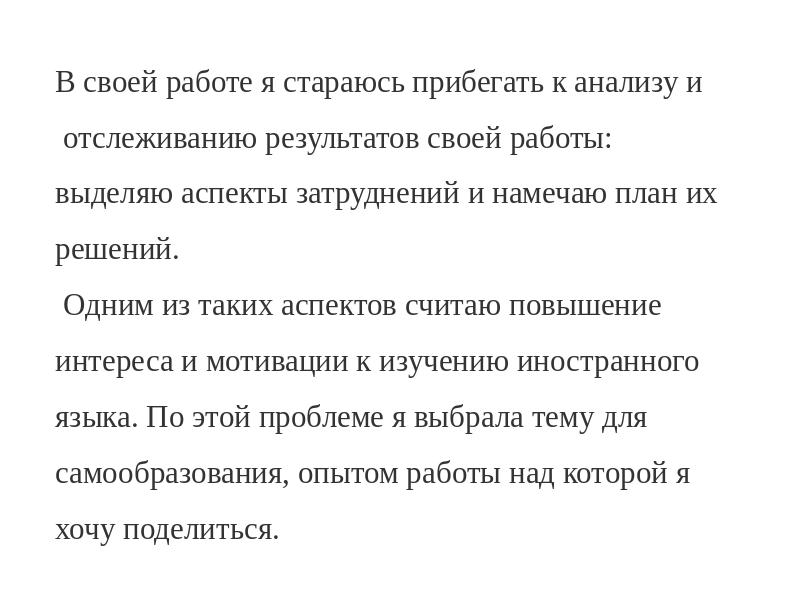 В своей работе я стараюсь прибегать к анализу и
отслеживанию результатов своей работы:
выделяю аспекты затруднений и намечаю план их
решений.
Одним из таких аспектов считаю повышение
интереса и мотивации к изучению иностранного
языка. По этой проблеме я выбрала тему для
самообразования, опытом работы над которой я
хочу поделиться.